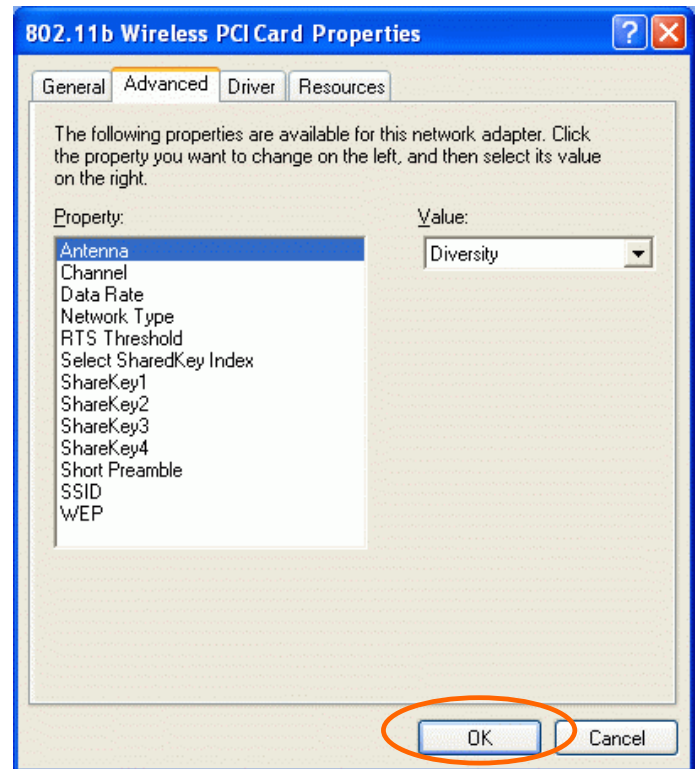 802.11b Wireless PCI Card Properties
General Advanced Driver Resources
The following properties are available for this network adapter. Click
the property you want to change on the left, and then select its value
on the right.
Property:
Value:
Antenna
Channel
Data Rate
Network Type
RTS Threshold
Select SharedKey Index
ShareKey1
ShareKey2
ShareKey3
ShareKey4
Short Preamble
SSID
WEP
Diversity
OK
Cancel